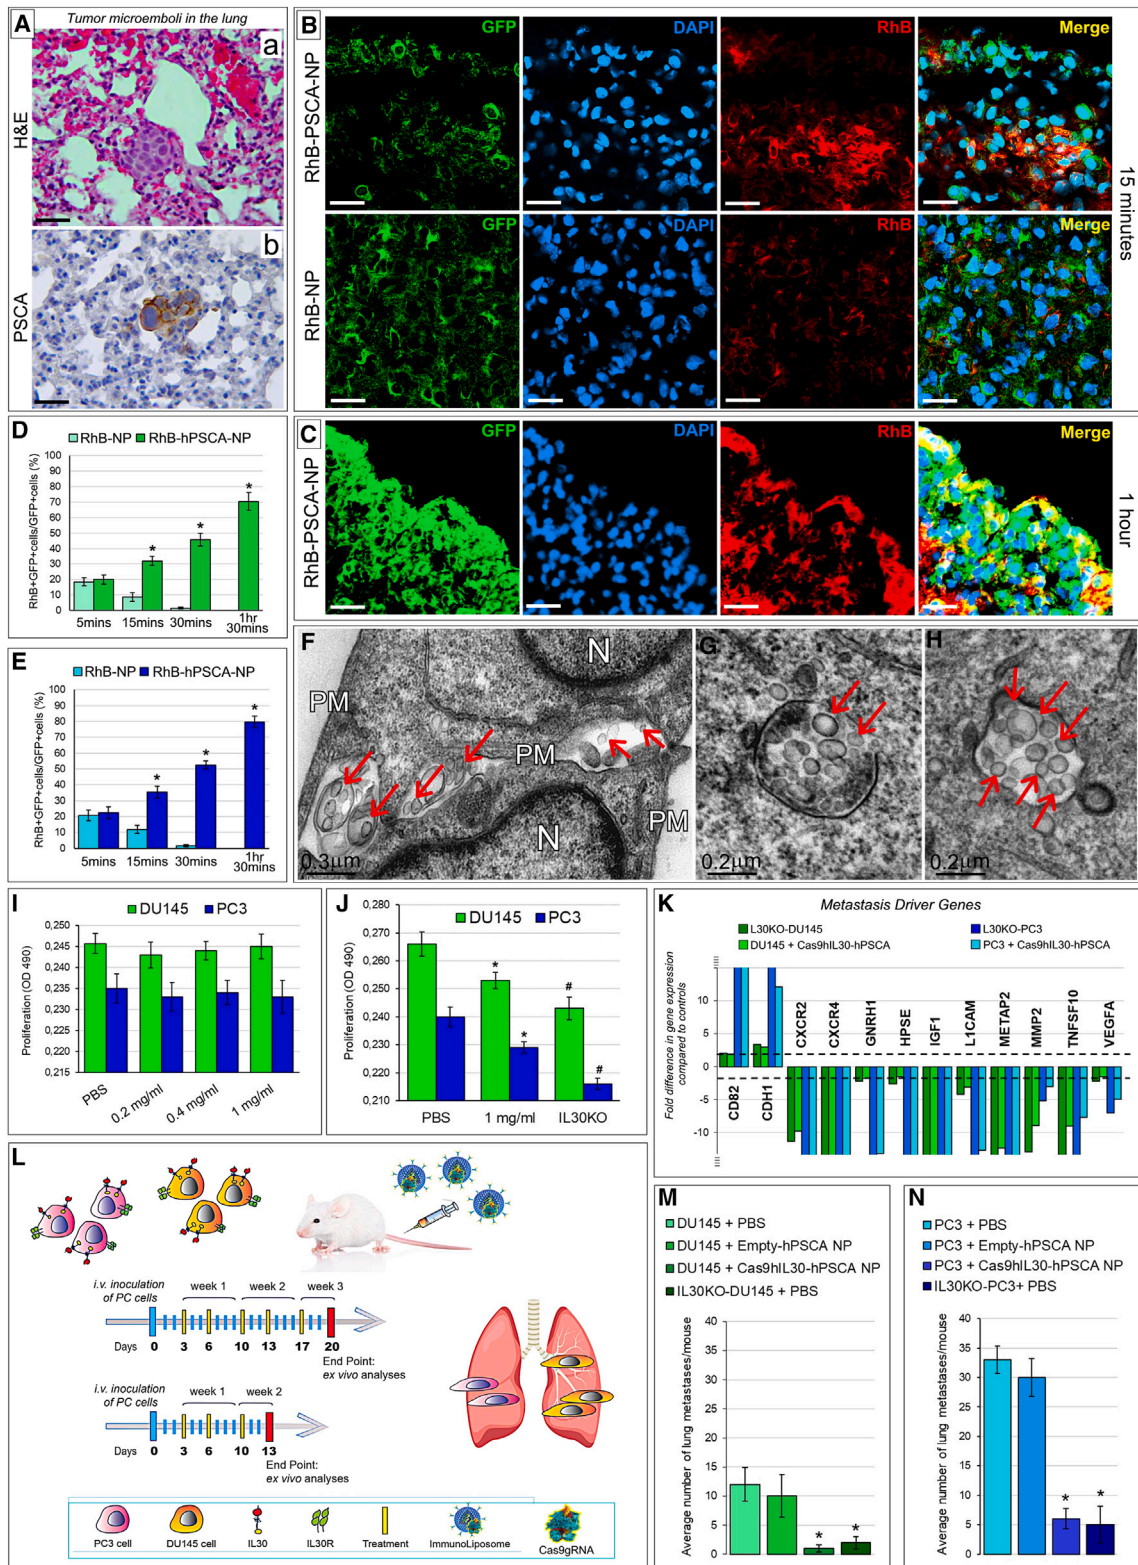 A
Tumor microemboli in the lung
H&E
a
PSCA
b
B
GFP
DAPI
RhB
Merge
RhB-PSCA-NP
GFP
DAPI
RhB
Merge
RhB-NP
15 minutes
C
GFP
DAPI
RhB
Merge
RhB-PSCA-NP
1 hour
D
RhB-NP
RhB-hPSCA-NP
RhB+GFP+cells/GFP+cells (%)
100
90
80
70
60
50
40
30
20
10
0
*
*
*
5mins
15mins
30mins
1hr
30mins
E
RhB-NP
RhB-hPSCA-NP
RhB+GFP+cells/GFP+cells (%)
100
90
80
70
60
50
40
30
20
10
0
*
*
*
5mins
15mins
30mins
1hr
30mins
F
N
PM
PM
N
PM
0.3μm
G
0.2μm
H
0.2μm
I
DU145
PC3
Proliferation (OD 490)
0,255
0,250
0,245
0,240
0,235
0,230
0,225
0,220
0,215
PBS
0.2 mg/ml
0.4 mg/ml
1 mg/ml
J
DU145
PC3
Proliferation (OD 490)
0,280
0,270
0,260
0,250
0,240
0,230
0,220
0,210
*
*
#
#
PBS
1 mg/ml
IL30KO
K
Metastasis Driver Genes
L30KO-DU145
L30KO-PC3
DU145 + Cas9hIL30-hPSCA
PC3 + Cas9hIL30-hPSCA
Fold difference in gene expression
compared to controls
10
5
0
-5
-10
CD82
CDH1
CXCR2
CXCR4
GNRH1
HPSE
IGF1
L1CAM
METAP2
MMP2
TNFSF10
VEGFA
L
i.v. inoculation
of PC cells
week 1
week 2
week 3
Days
0
3
6
10
13
17
20
End Point:
ex vivo analyses
i.v. inoculation
of PC cells
week 1
week 2
Days
0
3
6
10
13
End Point:
ex vivo analyses
PC3 cell
DU145 cell
IL30
IL30R
Treatment
ImmunoLiposome
Cas9gRNA
M
DU145 + PBS
DU145 + Empty-hPSCA NP
DU145 + Cas9hIL30-hPSCA NP
IL30KO-DU145 + PBS
Average number of lung metastases/mouse
40
35
30
25
20
15
10
5
0
*
*
N
PC3 + PBS
PC3 + Empty-hPSCA NP
PC3 + Cas9hIL30-hPSCA NP
IL30KO-PC3+ PBS
Average number of lung metastases/mouse
40
35
30
25
20
15
10
5
0
*
*